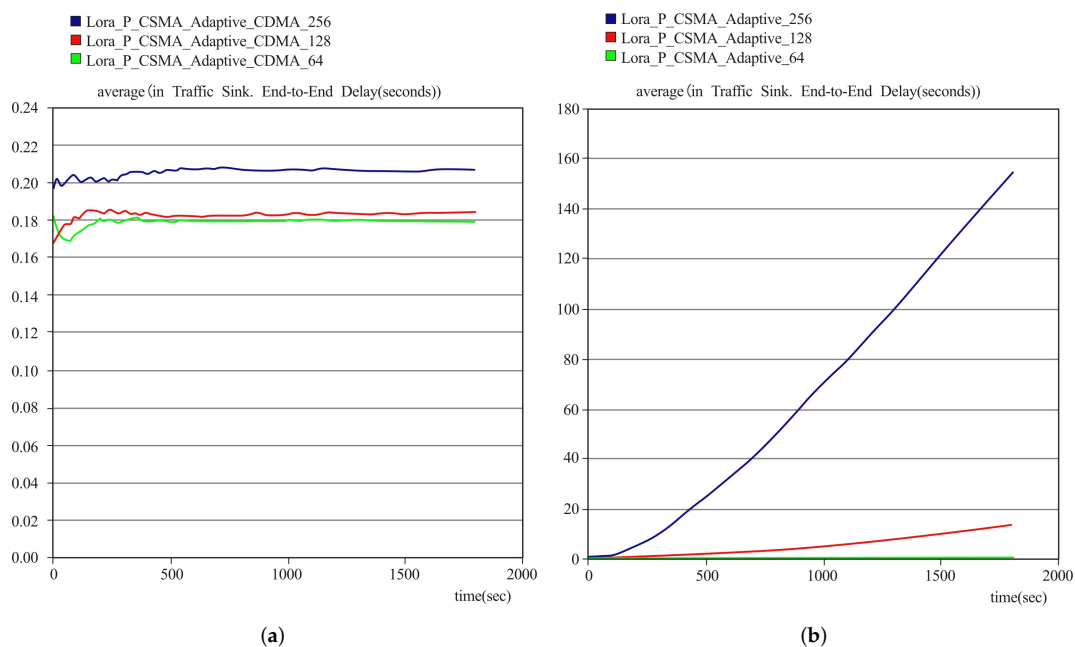 Lora_P_CSMA_Adaptive_CDMA_256
Lora_P_CSMA_Adaptive_CDMA_128
Lora_P_CSMA_Adaptive_CDMA_64
average(in Traffic Sink. End-to-End Delay(seconds))
0.24
0.22
0.20
0.18
0.16
0.14
0.12
0.10
0.08
0.06
0.04
0.02
0.00
0 500 1000 1500 2000
time(sec)
(a)
Lora_P_CSMA_Adaptive_256
Lora_P_CSMA_Adaptive_128
Lora_P_CSMA_Adaptive_64
average(in Traffic Sink. End-to-End Delay(seconds))
180
160
140
120
100
80
60
40
20
0
0 500 1000 1500 2000
time(sec)
(b)